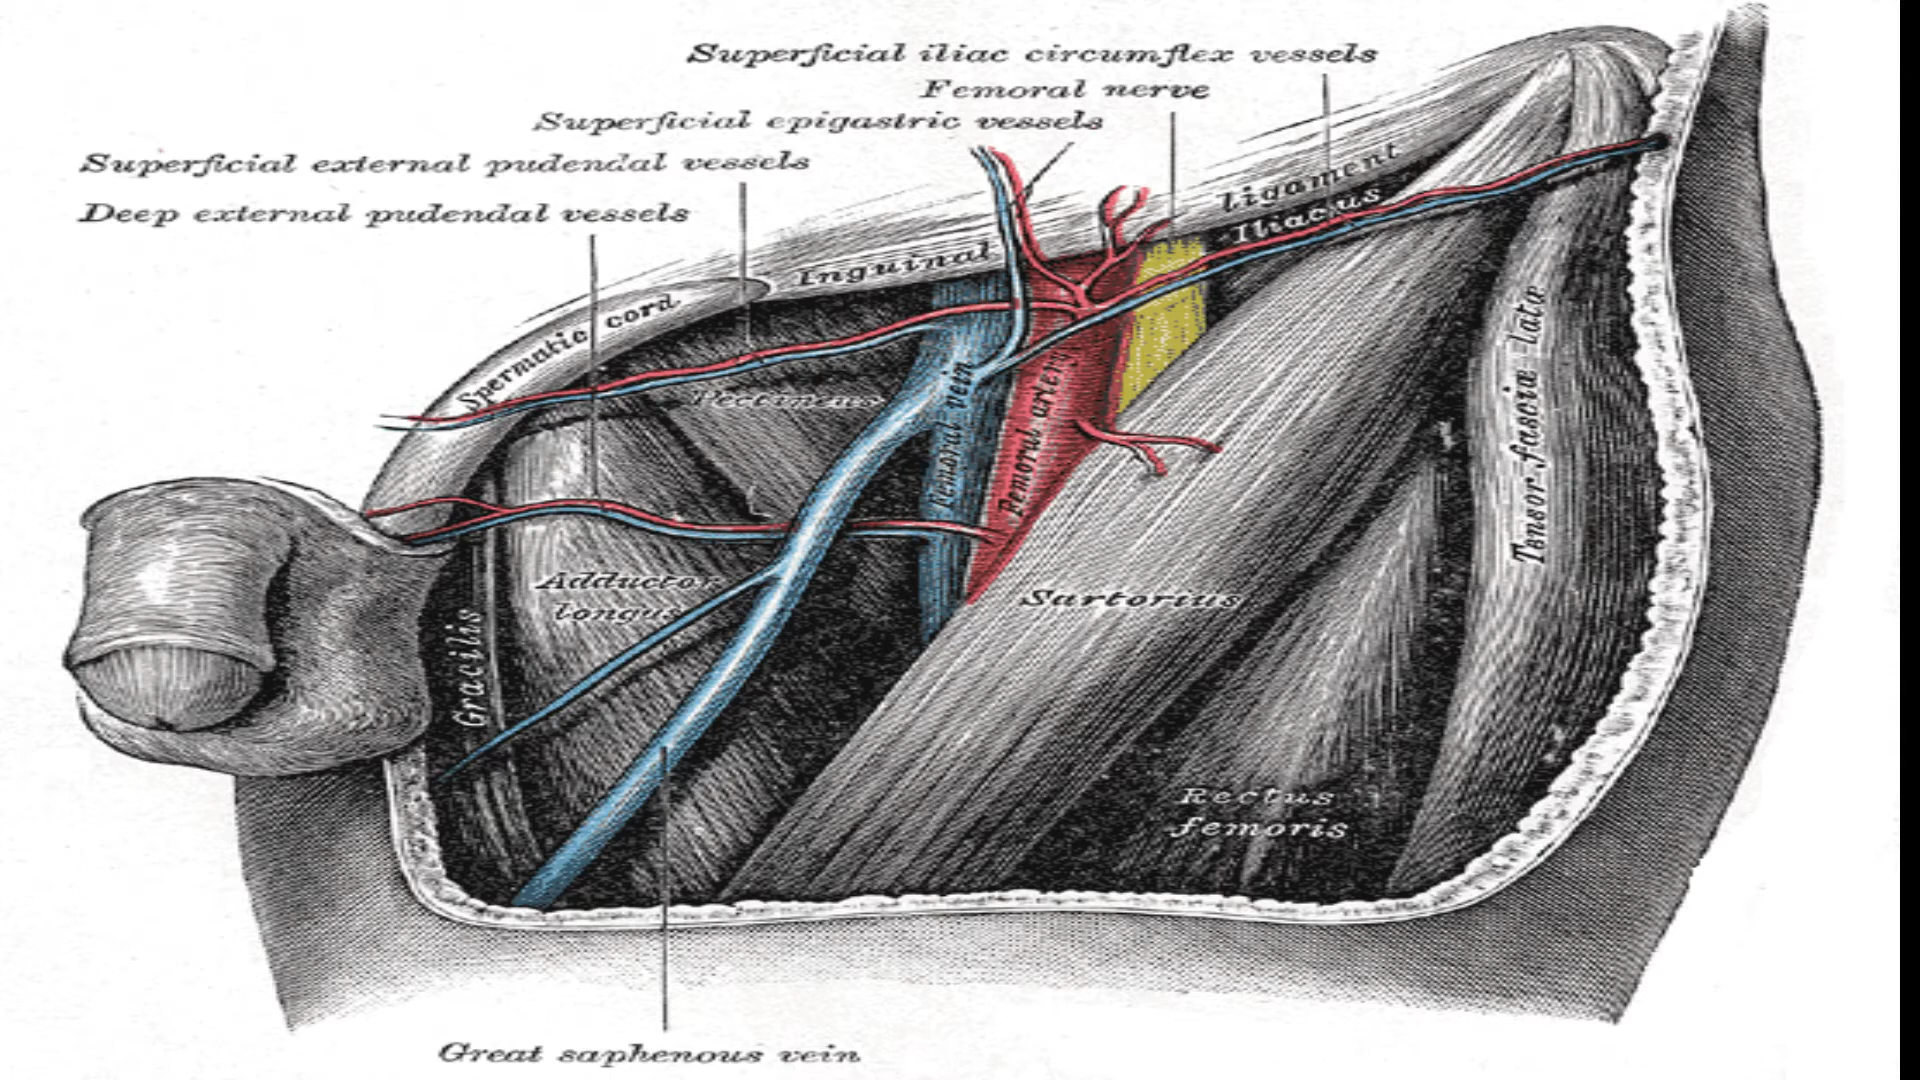 Superficial iliac circumflex vessels
Femoral nerve
Superficial epigastric vessels
Superficial external pudendal vessels
Deep external pudendal vessels
Inguinal ligament
Iliacus
Spermatic cord
Pectineus
Femoral vein
Femoral artery
Tensor fasciæ latæ
Adductor
longus
Sartorius
Gracilis
Rectus
femoris
Great saphenous vein